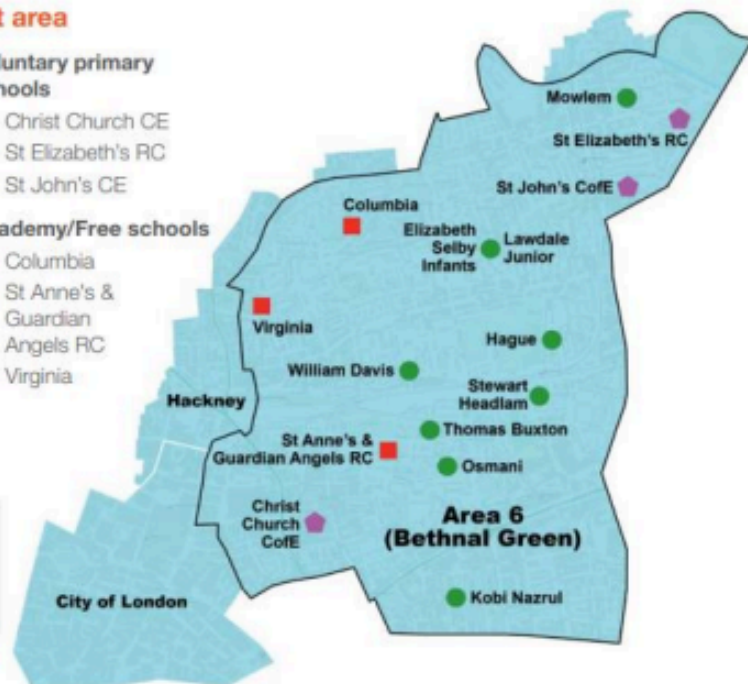 t area
luntary primary
hools
Christ Church CE
St Elizabeth's RC
St John's CE
ademy/Free schools
Columbia
St Anne's &
Guardian
Angels RC
Virginia
Mowlem
St Elizabeth's RC
St John's CofE
Columbia
Elizabeth
Selby
Infants
Lawdale
Junior
Virginia
Hague
William Davis
Stewart
Headlam
Hackney
Thomas Buxton
St Anne's &
Guardian Angels RC
Osmani
Christ
Church
CofE
Area 6
(Bethnal Green)
City of London
Kobi Nazrul